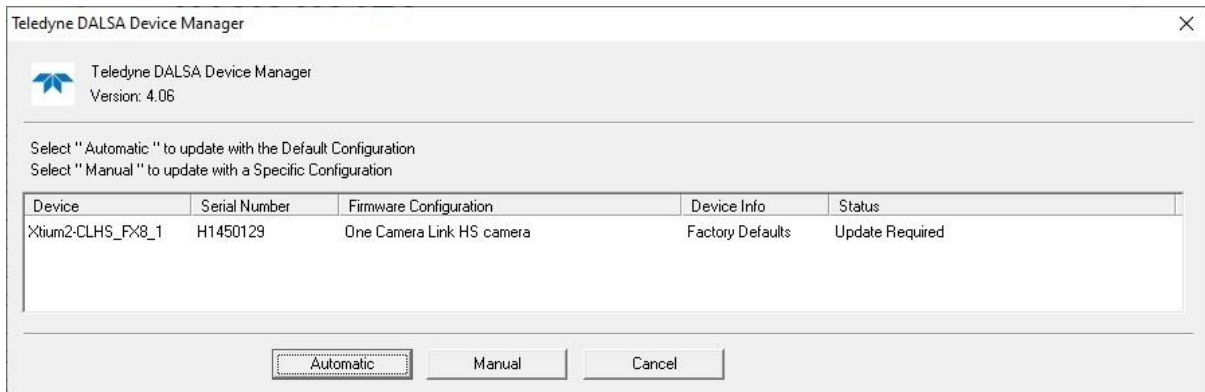 Teledyne DALSA Device Manager
Teledyne DALSA Device Manager
Version: 4.06
Select "Automatic" to update with the Default Configuration
Select "Manual" to update with a Specific Configuration
Device Serial Number Firmware Configuration Device Info Status
Xtium2-CLHS_FX8_1 H1450129 One Camera Link HS camera Factory Defaults Update Required
Automatic Manual Cancel